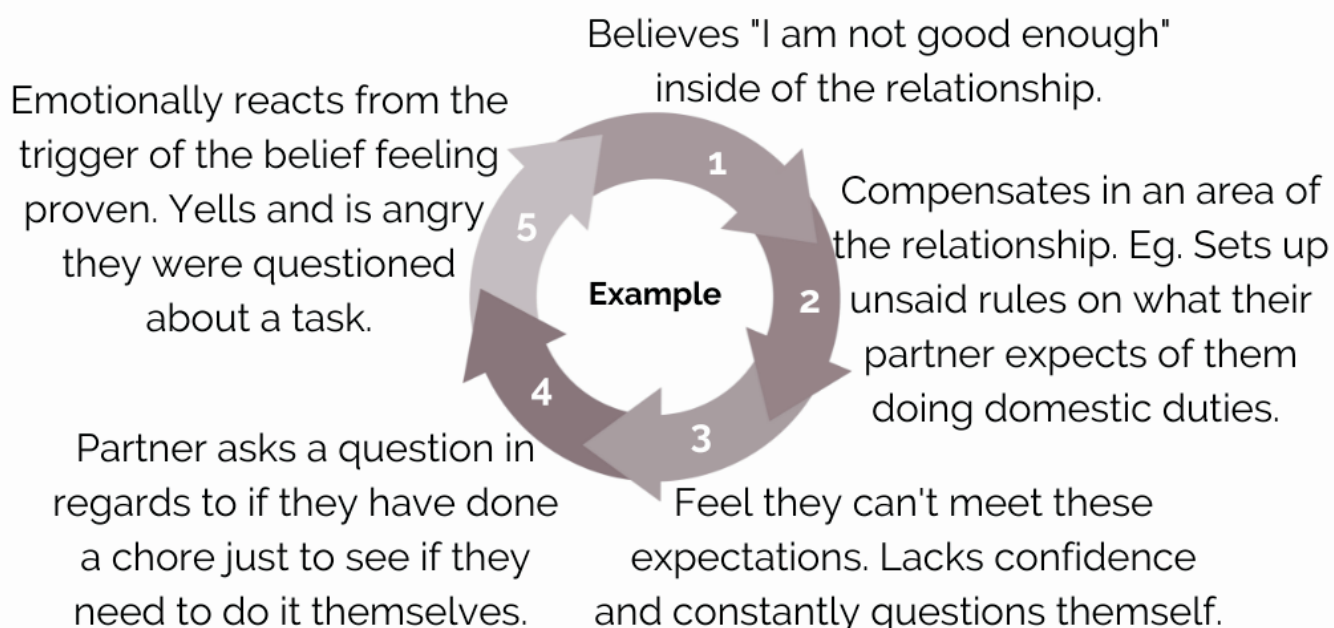 Believes "I am not good enough"
inside of the relationship.
1
Compensates in an area of
the relationship. Eg. Sets up
unsaid rules on what their
partner expects of them
doing domestic duties.
2
Feel they can't meet these
expectations. Lacks confidence
and constantly questions themself.
3
Partner asks a question in
regards to if they have done
a chore just to see if they
need to do it themselves.
4
Emotionally reacts from the
trigger of the belief feeling
proven. Yells and is angry
they were questioned
about a task.
5
Example